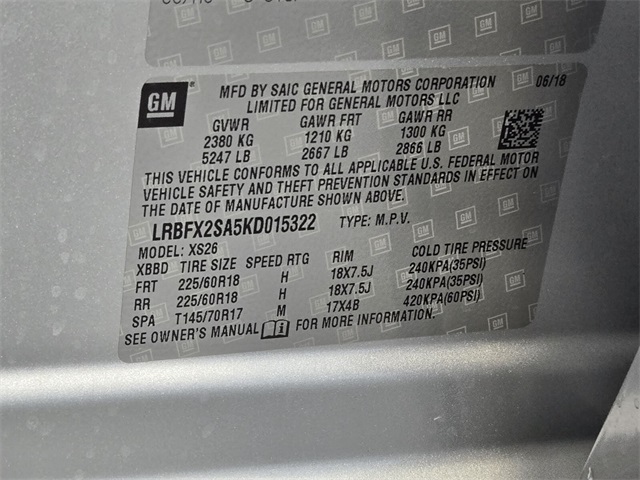 GM
MFD BY SAIC GENERAL MOTORS CORPORATION 06/18
LIMITED FOR GENERAL MOTORS LLC
GVWR GAWR FRT GAWR RR
2380 KG 1210 KG 1300 KG
5247 LB 2667 LB 2866 LB
THIS VEHICLE CONFORMS TO ALL APPLICABLE U.S. FEDERAL MOTOR
VEHICLE SAFETY AND THEFT PREVENTION STANDARDS IN EFFECT ON
THE DATE OF MANUFACTURE SHOWN ABOVE.
LRBFX2SA5KD015322 TYPE: M.P.V.
MODEL: XS26
XBBD TIRE SIZE SPEED RTG RIM COLD TIRE PRESSURE
FRT 225/60R18 H 18X7.5J 240KPA(35PSI)
RR 225/60R18 H 18X7.5J 240KPA(35PSI)
SPA T145/70R17 M 17X4B 420KPA(60PSI)
SEE OWNER'S MANUAL FOR MORE INFORMATION.